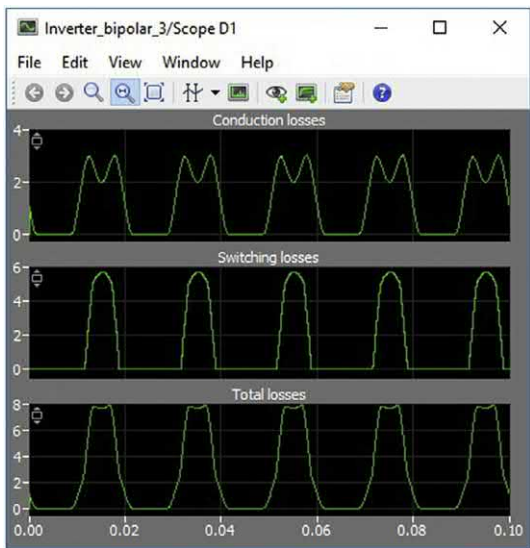 Inverter_bipolar_3/Scope D1
File Edit View Window Help
Conduction losses
4
2
0
Switching losses
6
4
2
0
Total losses
8
6
4
2
0
0.00 0.02 0.04 0.06 0.08 0.10